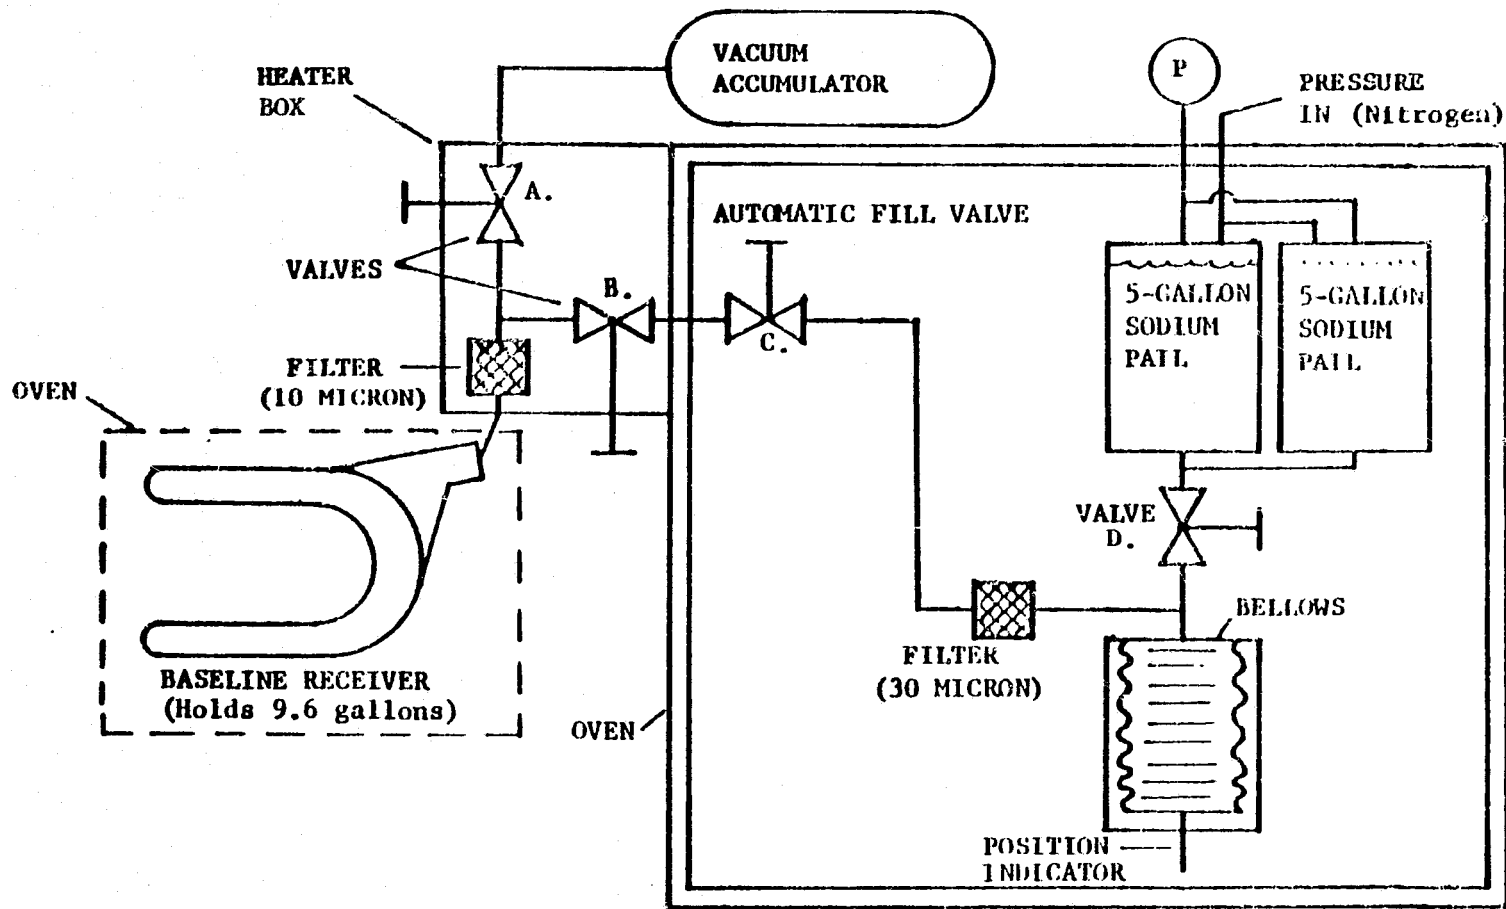 VACUUM
ACCUMULATOR
P
HEATER
BOX
PRESSURE
IN (Nitrogen)
A.
AUTOMATIC FILL VALVE
VALVES
B.
C.
5-GALLON
SODIUM
PAIL
5-GALLON
SODIUM
PAIL
FILTER
(10 MICRON)
OVEN
VALVE
D.
BELLOWS
FILTER
(30 MICRON)
BASELINE RECEIVER
(Holds 9.6 gallons)
OVEN
POSITION
INDICATOR